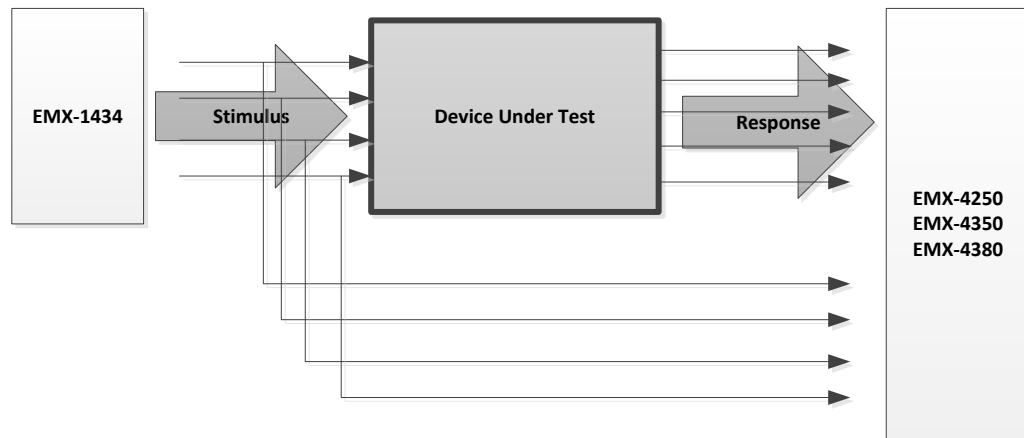 EMX-1434
Stimulus
Device Under Test
Response
EMX-4250
EMX-4350
EMX-4380